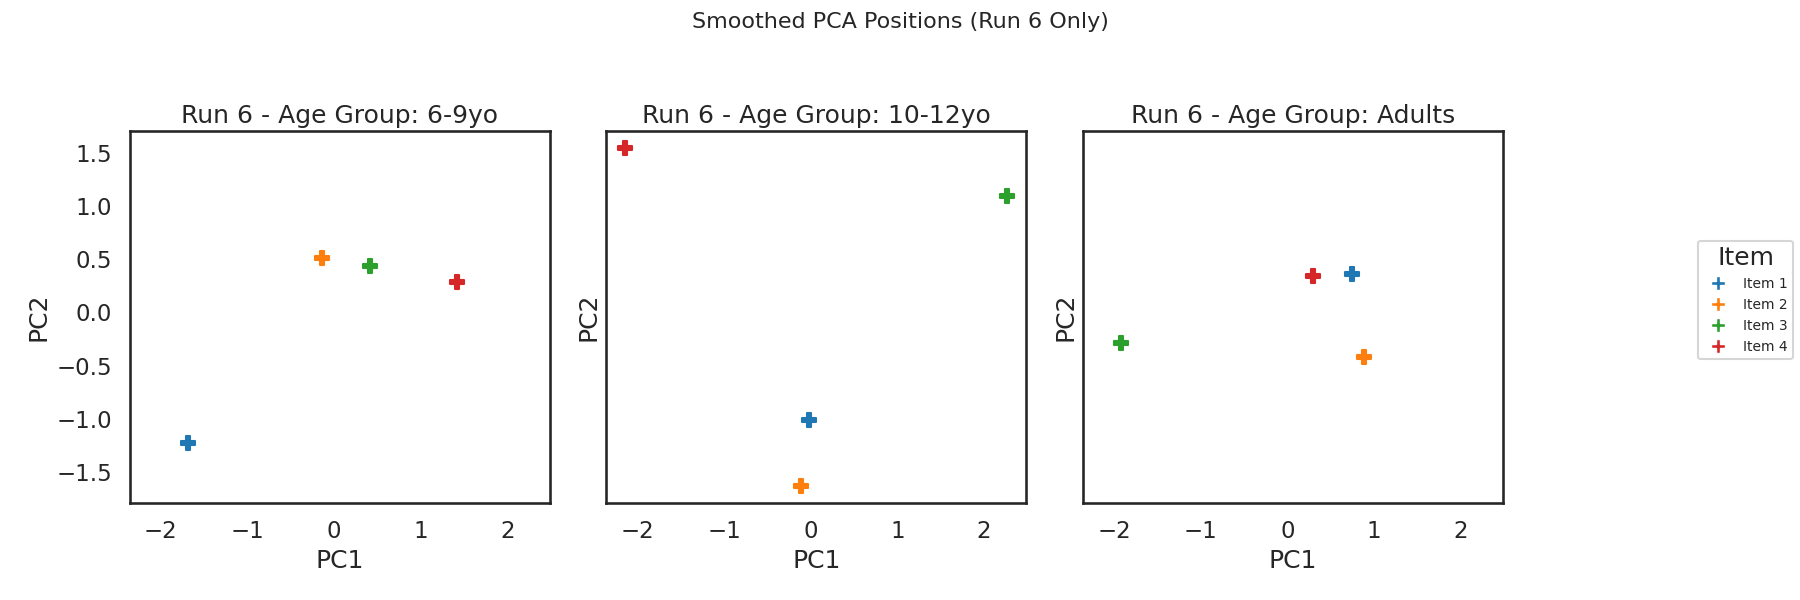 Smoothed PCA Positions (Run 6 Only)
Run 6 - Age Group: 6-9yo
1.5
1.0
0.5
0.0
−0.5
−1.0
−1.5
PC2
−2 −1 0 1 2
PC1
Run 6 - Age Group: 10-12yo
PC2
−2 −1 0 1 2
PC1
Run 6 - Age Group: Adults
PC2
−2 −1 0 1 2
PC1
Item
Item 1
Item 2
Item 3
Item 4